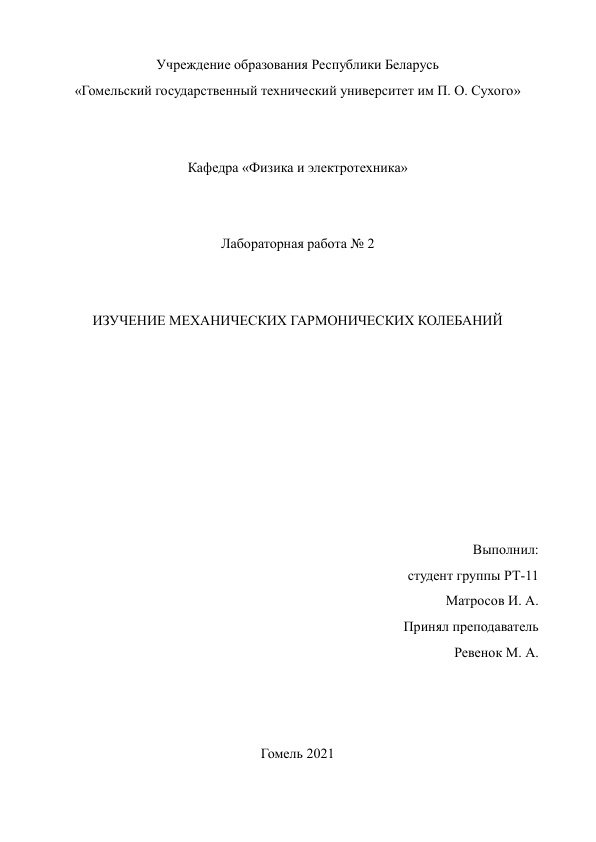 Учреждение образования Республики Беларусь
«Гомельский государственный технический университет им П. О. Сухого»
Кафедра «Физика и электротехника»
Лабораторная работа № 2
ИЗУЧЕНИЕ МЕХАНИЧЕСКИХ ГАРМОНИЧЕСКИХ КОЛЕБАНИЙ
Выполнил:
студент группы РТ-11
Матросов И. А.
Принял преподаватель
Ревенок М. А.
Гомель 2021